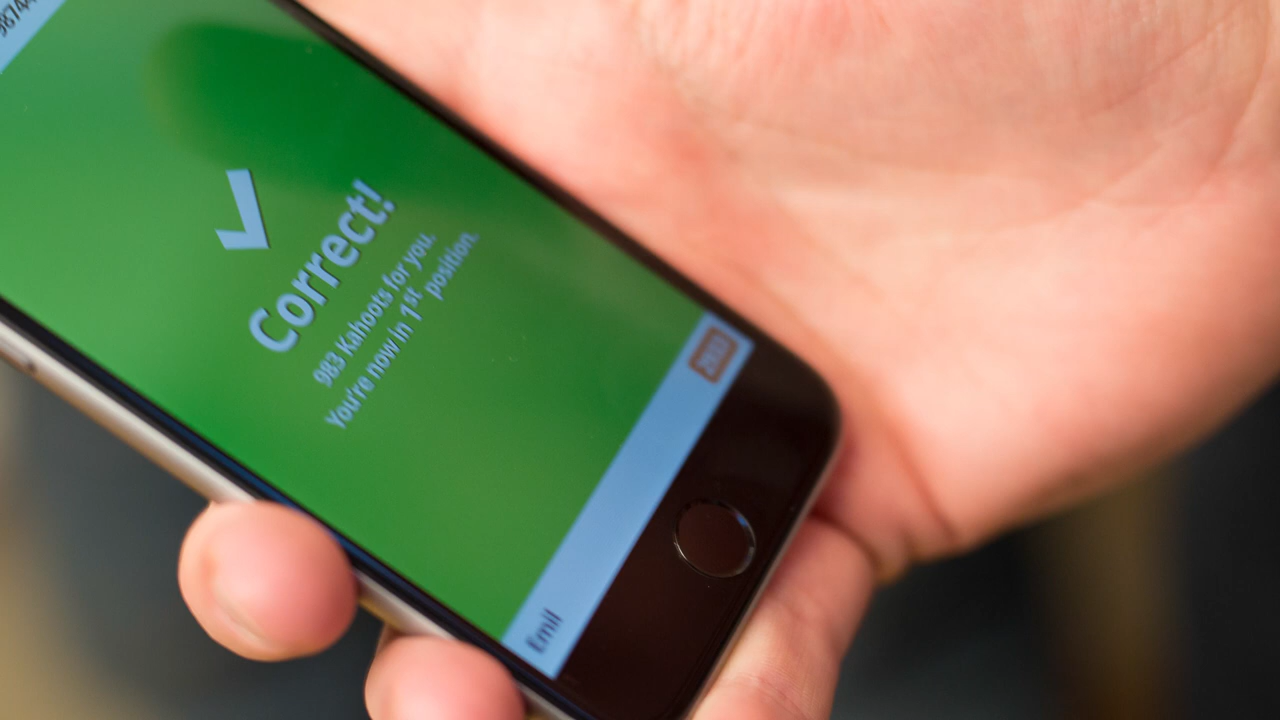 Correct!
983 Kahoots for you.
You're now in 1st position.
Emil